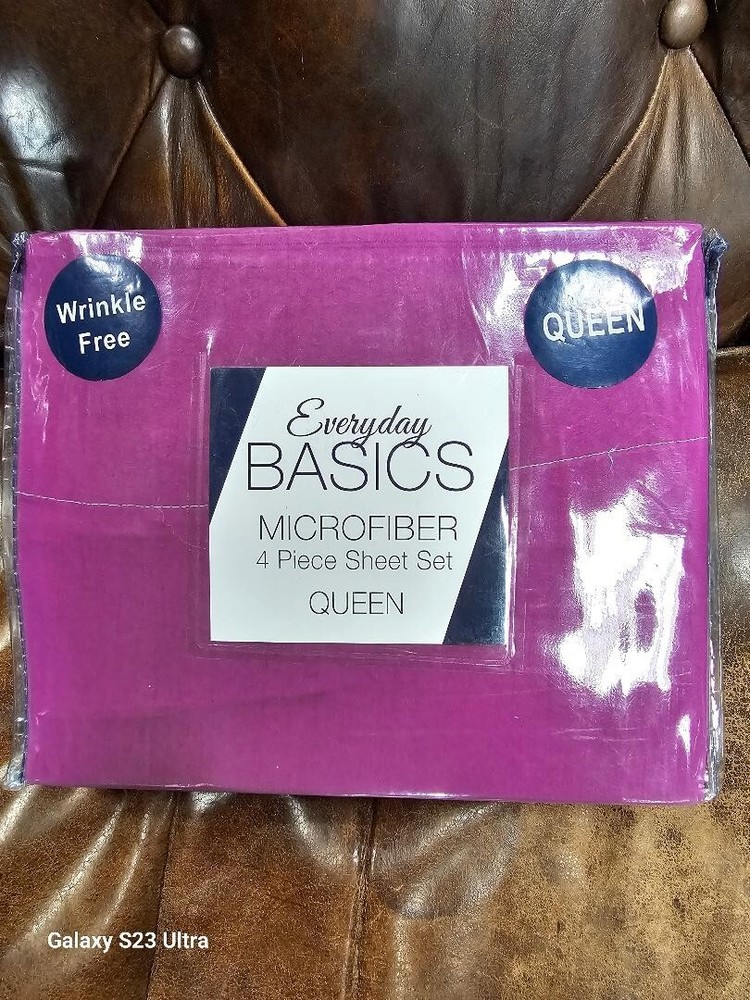 Wrinkle
Free
QUEEN
Everyday
BASICS
MICROFIBER
4 Piece Sheet Set
QUEEN
Galaxy S23 Ultra